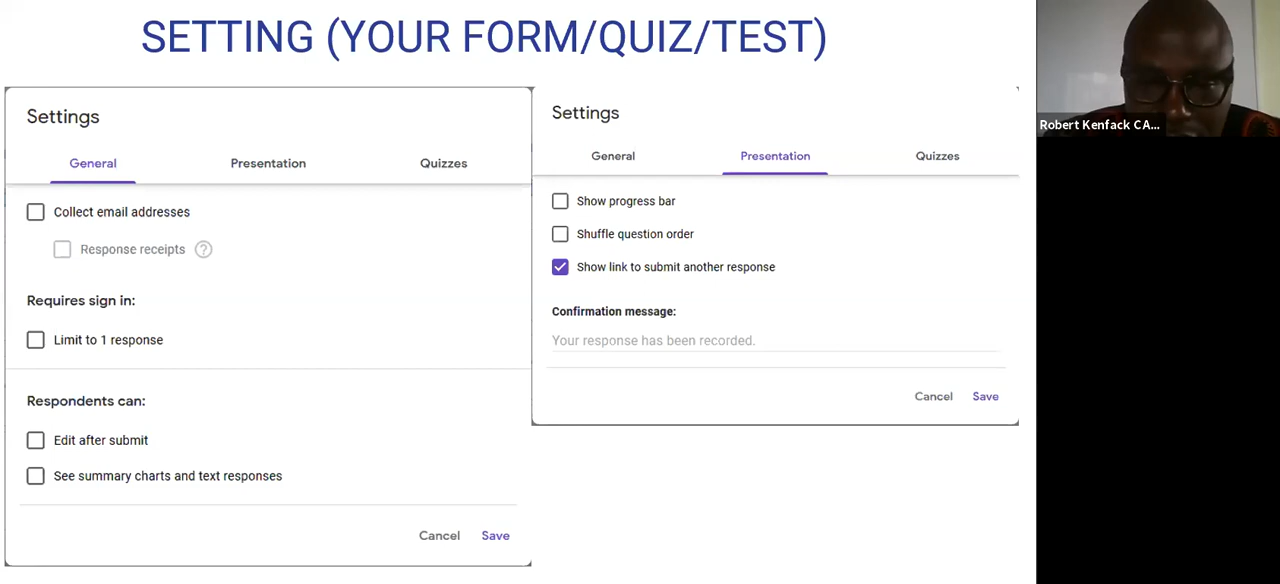 SETTING (YOUR FORM/QUIZ/TEST)
Settings
General Presentation Quizzes
Collect email addresses
Response receipts ?
Requires sign in:
Limit to 1 response
Respondents can:
Edit after submit
See summary charts and text responses
Cancel Save
Settings
General Presentation Quizzes
Show progress bar
Shuffle question order
Show link to submit another response
Confirmation message:
Your response has been recorded.
Cancel Save
Robert Kenfack CA...